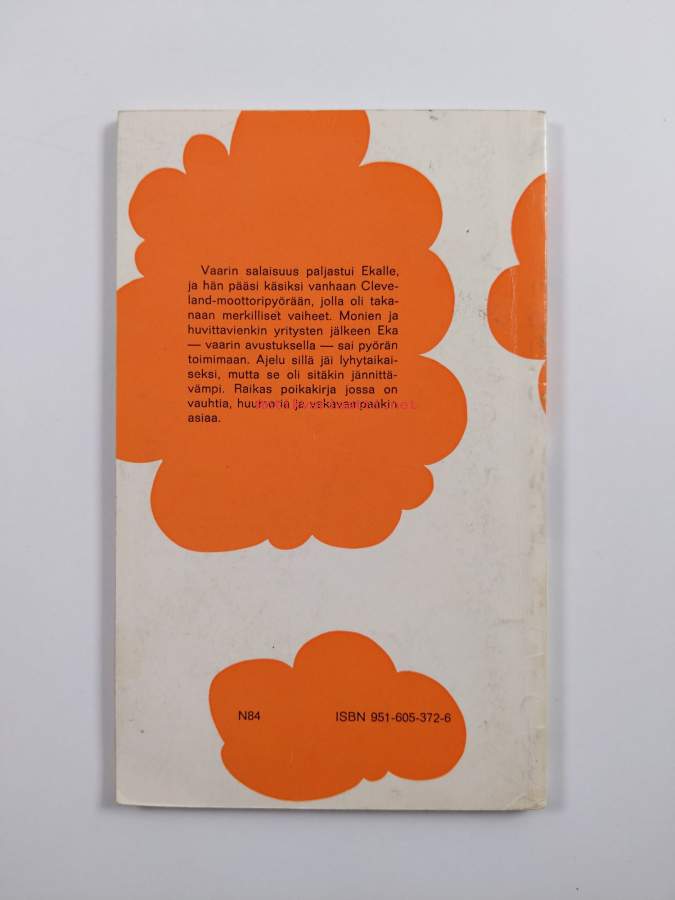 Vaarin salaisuus paljastui Ekalle,
ja hän pääsi käsiksi vanhaan Cleve-
land-moottoripyörään, jolla oli taka-
naan merkilliset vaiheet. Monien ja
huvittavienkin yritysten jälkeen Eka
— vaarin avustuksella — sai pyörän
toimimaan. Ajelu sillä jäi lyhytaikai-
seksi, mutta se oli sitäkin jännittä-
vämpi. Raikas poikakirja jossa on
vauhtia, huumoria ja
asiaa.
N84 ISBN 951-605-372-6